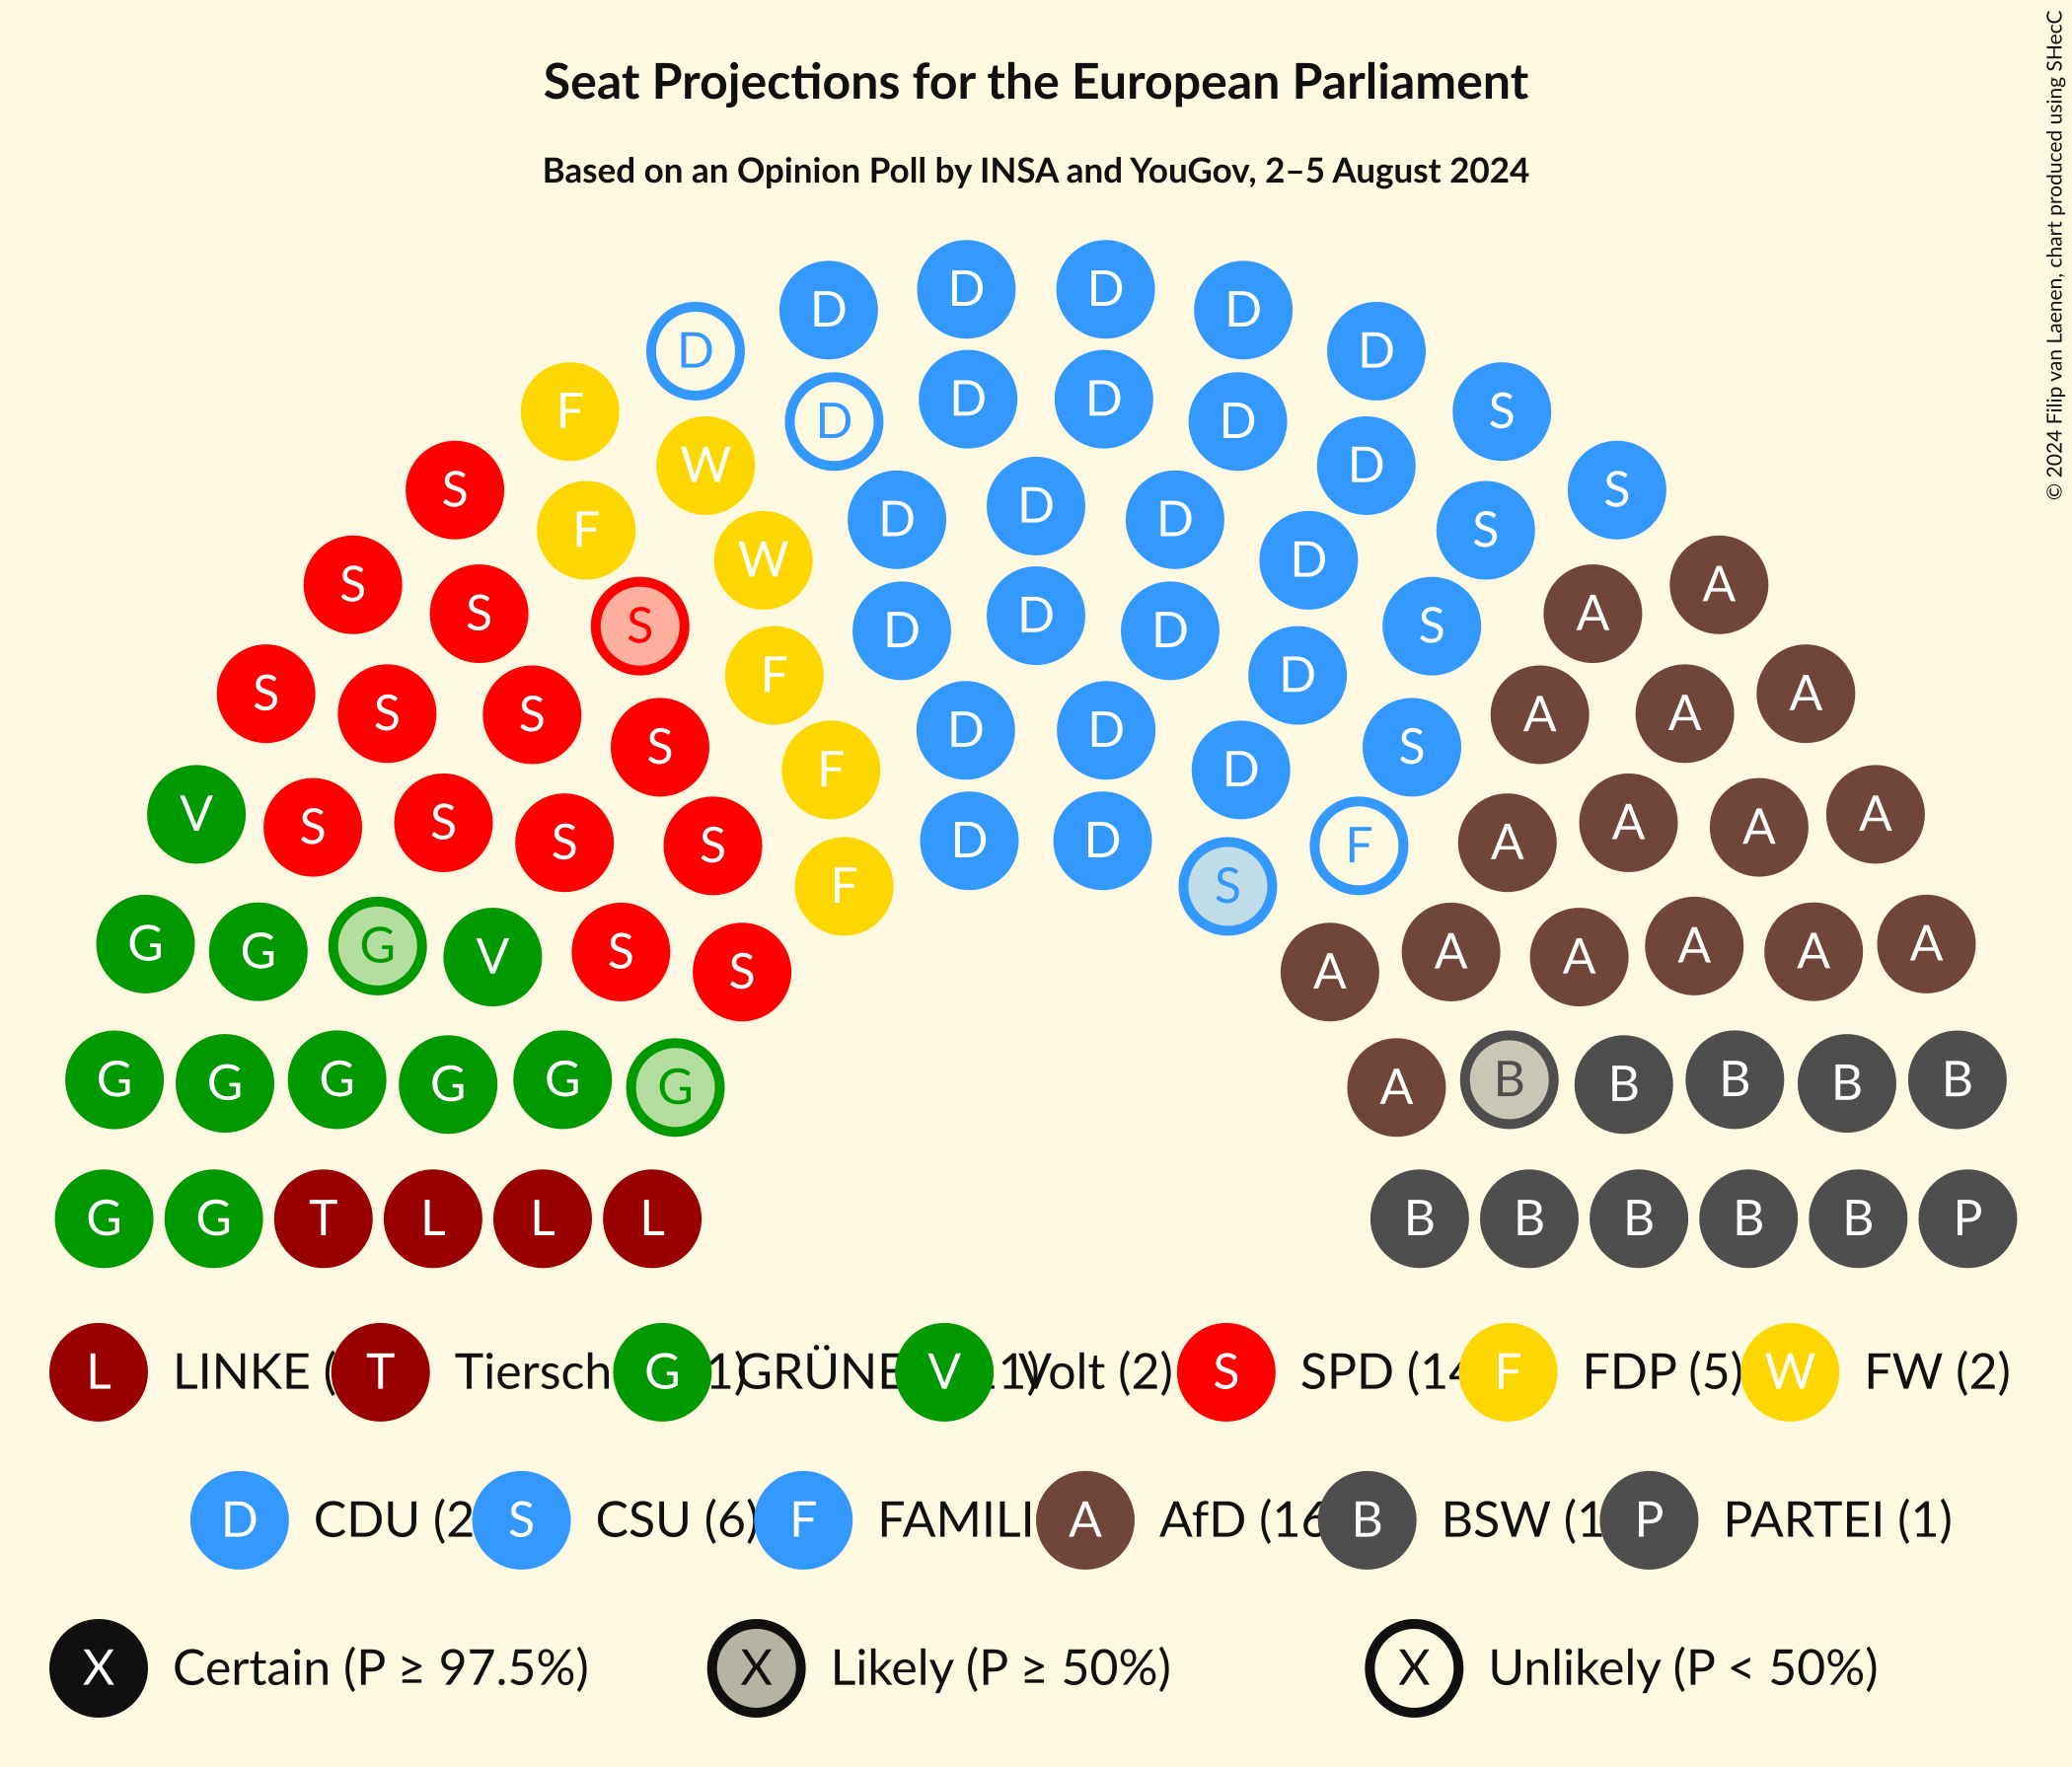 Seat Projections for the European Parliament
Based on an Opinion Poll by INSA and YouGov, 2–5 August 2024
© 2024 Filip van Laenen, chart produced using SHecC
D D D D
D D
F D D D D D S
S W D S
F W D D D D S
S S S D D D D D S A A
S S S S F D D S A A A
V S S S S F D D D F A A A A
F D D S
G G G V S S A A A A A A
G G G G G G A B B B B B
G G T L L L B B B B B P
L LINKE ( T Tiersch G 1) GRÜNE V 1) Volt (2) S SPD (14 F FDP (5) W FW (2)
D CDU (2 S CSU (6) F FAMILI A AfD (16 B BSW (1 P PARTEI (1)
X Certain (P ≥ 97.5%) X Likely (P ≥ 50%) X Unlikely (P < 50%)